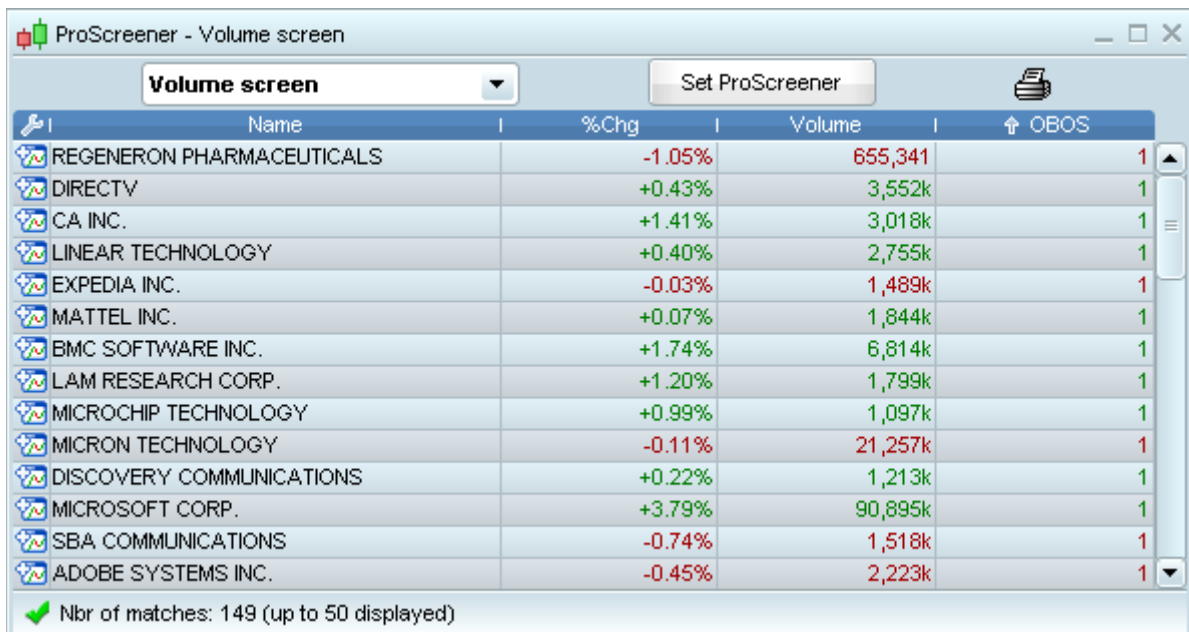 ProScreener - Volume screen
Volume screen Set ProScreener
Name %Chg Volume OBOS
REGENERON PHARMACEUTICALS -1.05% 655,341 1
DIRECTV +0.43% 3,552k 1
CA INC. +1.41% 3,018k 1
LINEAR TECHNOLOGY +0.40% 2,755k 1
EXPEDIA INC. -0.03% 1,489k 1
MATTEL INC. +0.07% 1,844k 1
BMC SOFTWARE INC. +1.74% 6,814k 1
LAM RESEARCH CORP. +1.20% 1,799k 1
MICROCHIP TECHNOLOGY +0.99% 1,097k 1
MICRON TECHNOLOGY -0.11% 21,257k 1
DISCOVERY COMMUNICATIONS +0.22% 1,213k 1
MICROSOFT CORP. +3.79% 90,895k 1
SBA COMMUNICATIONS -0.74% 1,518k 1
ADOBE SYSTEMS INC. -0.45% 2,223k 1
Nbr of matches: 149 (up to 50 displayed)